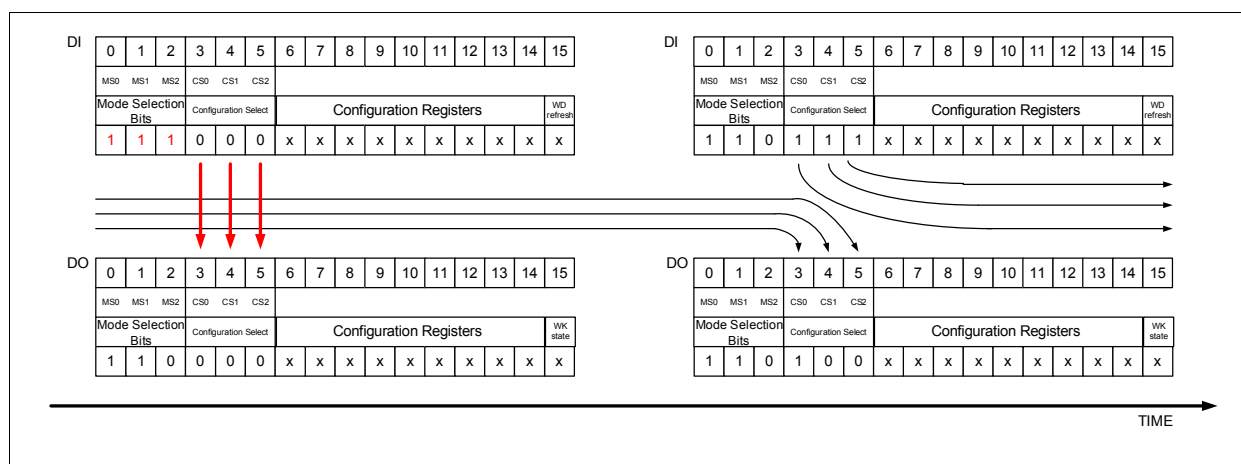 DI 0 1 2 3 4 5 6 7 8 9 10 11 12 13 14 15
MS0 MS1 MS2 CS0 CS1 CS2
Mode Selection Bits Configuration Select Configuration Registers WD refresh
1 1 1 0 0 0 x x x x x x x x x x
DI 0 1 2 3 4 5 6 7 8 9 10 11 12 13 14 15
MS0 MS1 MS2 CS0 CS1 CS2
Mode Selection Bits Configuration Select Configuration Registers WD refresh
1 1 0 1 1 1 x x x x x x x x x x
DO 0 1 2 3 4 5 6 7 8 9 10 11 12 13 14 15
MS0 MS1 MS2 CS0 CS1 CS2
Mode Selection Bits Configuration Select Configuration Registers WK state
1 1 0 0 0 0 x x x x x x x x x x
DO 0 1 2 3 4 5 6 7 8 9 10 11 12 13 14 15
MS0 MS1 MS2 CS0 CS1 CS2
Mode Selection Bits Configuration Select Configuration Registers WK state
1 1 0 1 0 0 x x x x x x x x x x
TIME